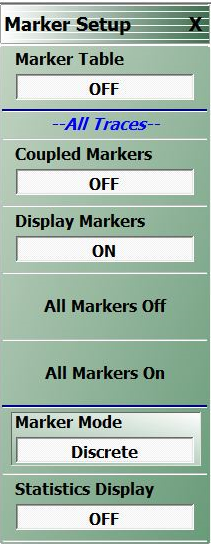 Marker Setup X
Marker Table
OFF
--All Traces--
Coupled Markers
OFF
Display Markers
ON
All Markers Off
All Markers On
Marker Mode
Discrete
Statistics Display
OFF